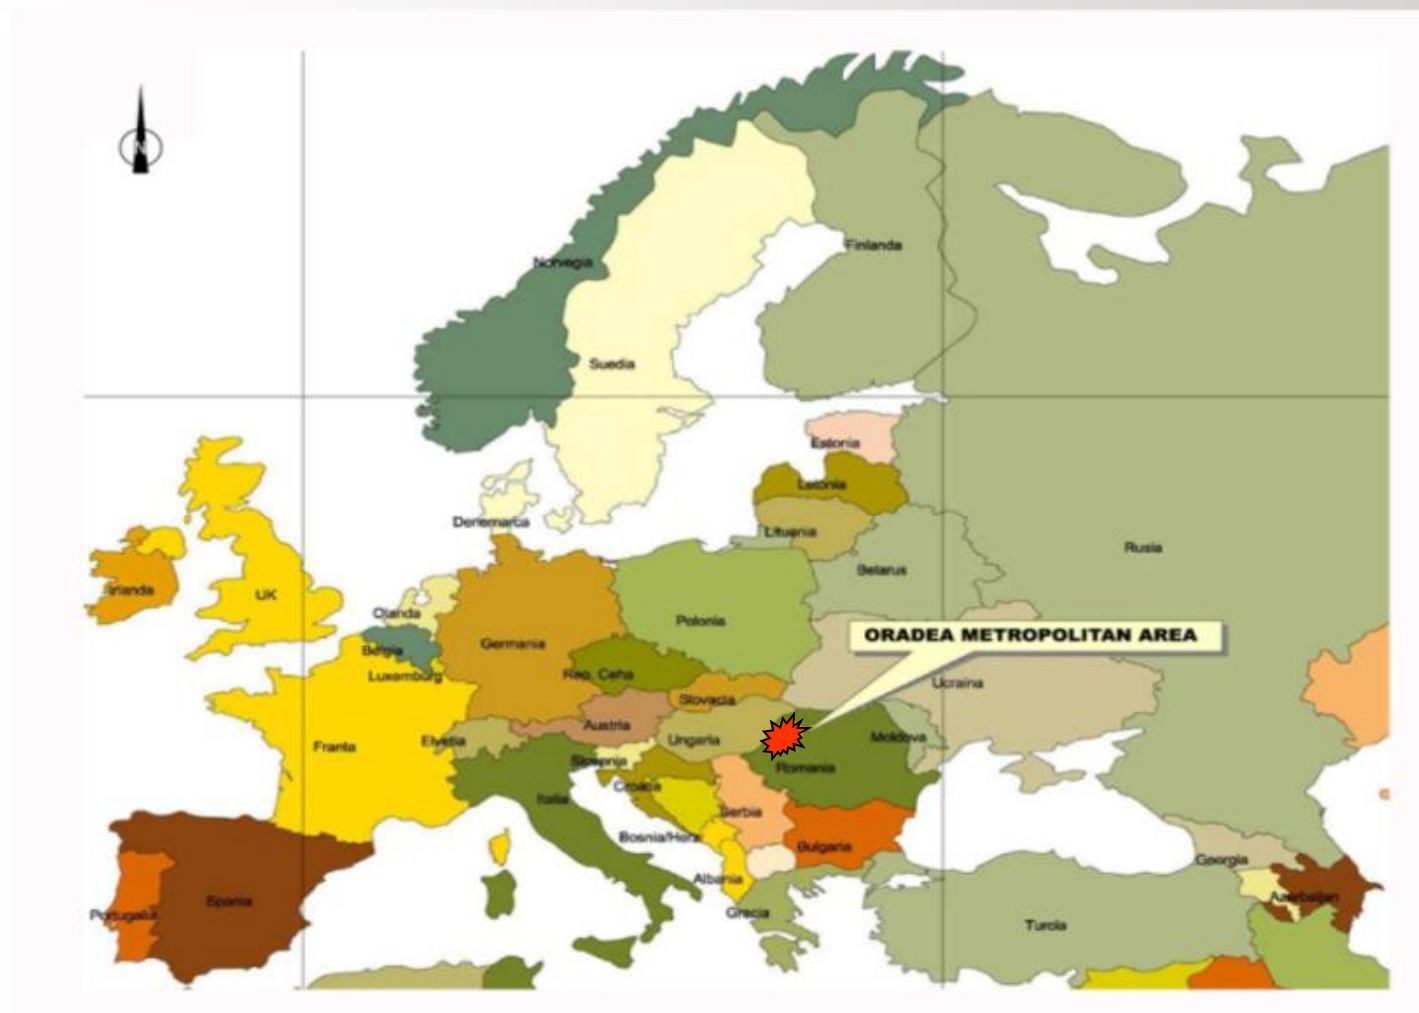 N
Norvegia
Finlanda
Suedia
Estonia
Letonia
Denemarca
Lituania
Rusia
Belarus
Irlanda
UK
Olanda
Polonia
ORADEA METROPOLITAN AREA
Germania
Belgia
Luxemburg
Rep. Ceha
Ucraina
Slovacia
Austria
Franta
Elvetia
Ungaria
Moldova
Slovenia
Romania
Croatia
Italia
Serbia
Bosnia/Herz
Bulgaria
Georgia
Albania
Spania
Azerbaijan
Portugalia
Grecia
Turcia